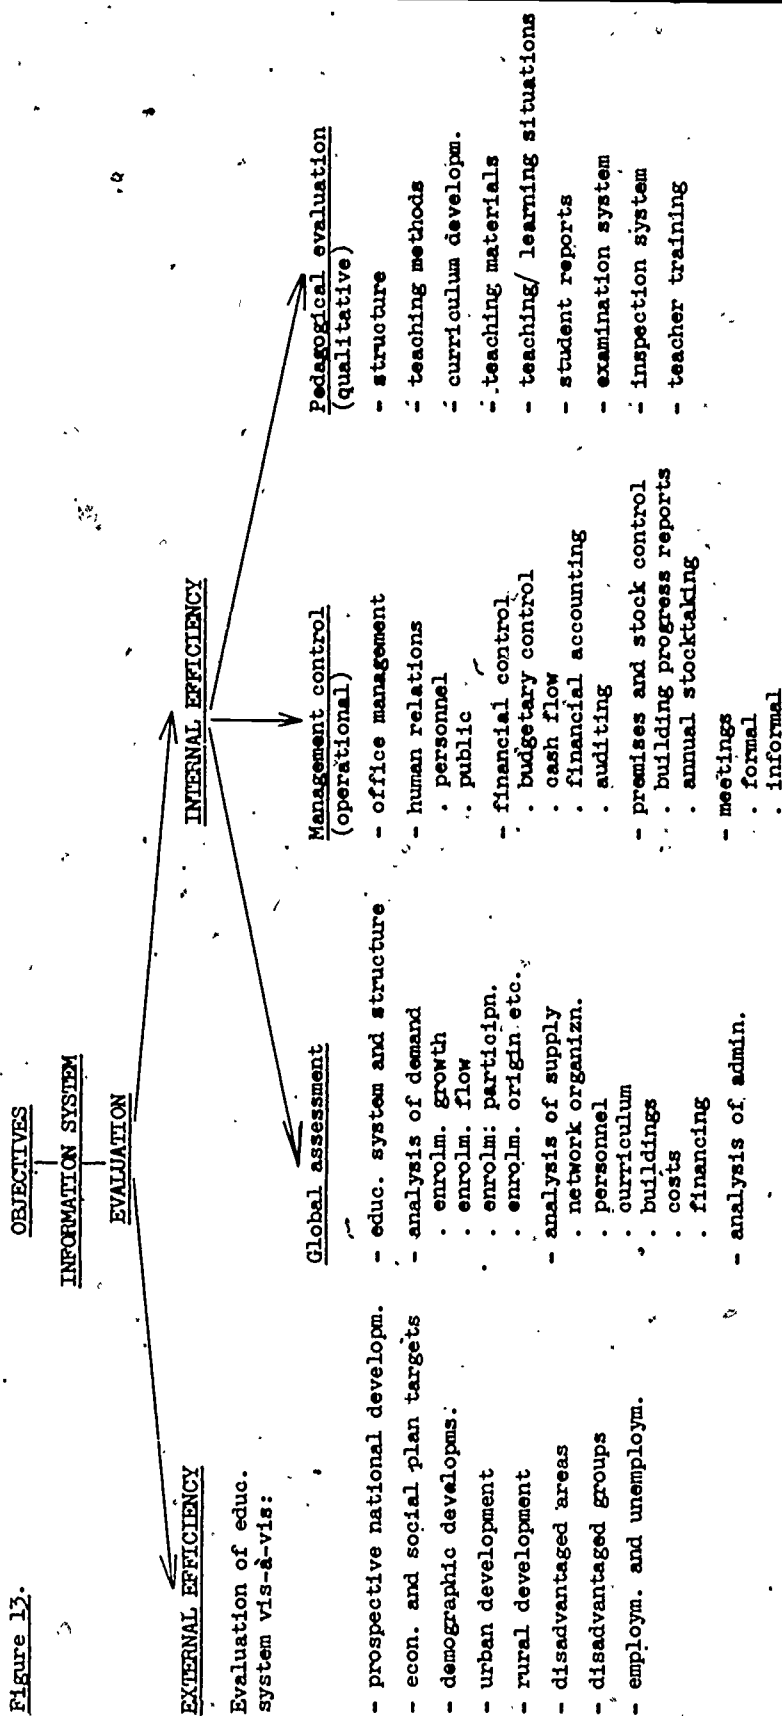 Figure 13.
OBJECTIVES
INFORMATION SYSTEM
EVALUATION
EXTERNAL EFFICIENCY
Evaluation of educ.
system vis-à-vis:
- prospective national developm.
- econ. and social plan targets
- demographic developms.
- urban development
- rural development
- disadvantaged areas
- disadvantaged groups
- employm. and unemploym.
INTERNAL EFFICIENCY
Global assessment
- educ. system and structure
- analysis of demand
. enrolm. growth
. enrolm. flow
. enrolm. participn.
. enrolm. origin etc.
- analysis of supply
. network organizn.
. personnel
. curriculum
. buildings
. costs
. financing
- analysis of admin.
Management control
(operational)
- office management
- human relations
. personnel
. public
- financial control
. budgetary control
. cash flow
. financial accounting
. auditing
- premises and stock control
. building progress reports
. annual stocktaking
- meetings
. formal
. informal
Pedagogical evaluation
(qualitative)
- structure
- teaching methods
- curriculum developm.
- teaching materials
- teaching/ learning situations
- student reports
- examination system
- inspection system
- teacher training